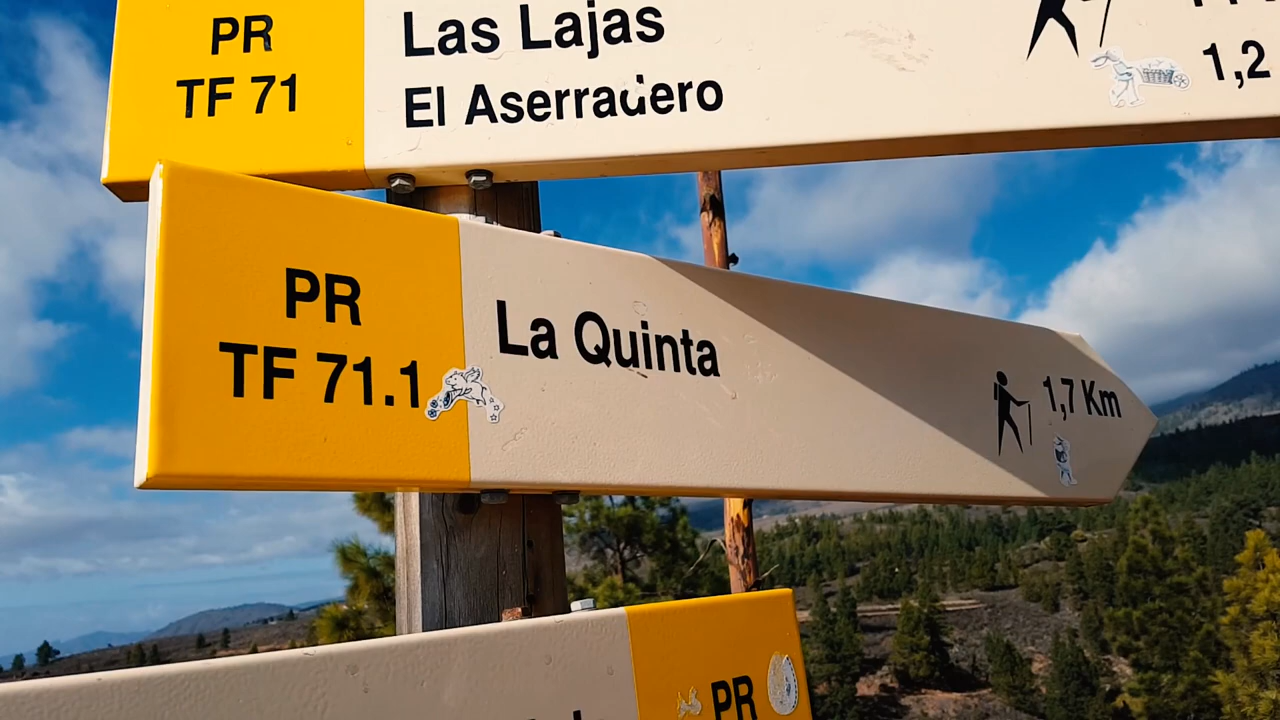 PR
TF 71
Las Lajas
El Aserradero
1,2
PR
TF 71.1
La Quinta
1,7 Km
PR